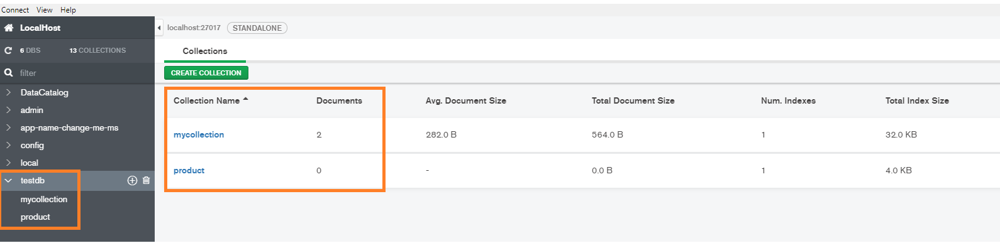 Connect View Help
LocalHost
6 DBS 13 COLLECTIONS
filter
DataCatalog
admin
app-name-change-me-ms
config
local
testdb
mycollection
product
localhost:27017 STANDALONE
Collections
CREATE COLLECTION
Collection Name Documents Avg. Document Size Total Document Size Num. Indexes Total Index Size
mycollection 2 282.0 B 564.0 B 1 32.0 KB
product 0 - 0.0 B 1 4.0 KB